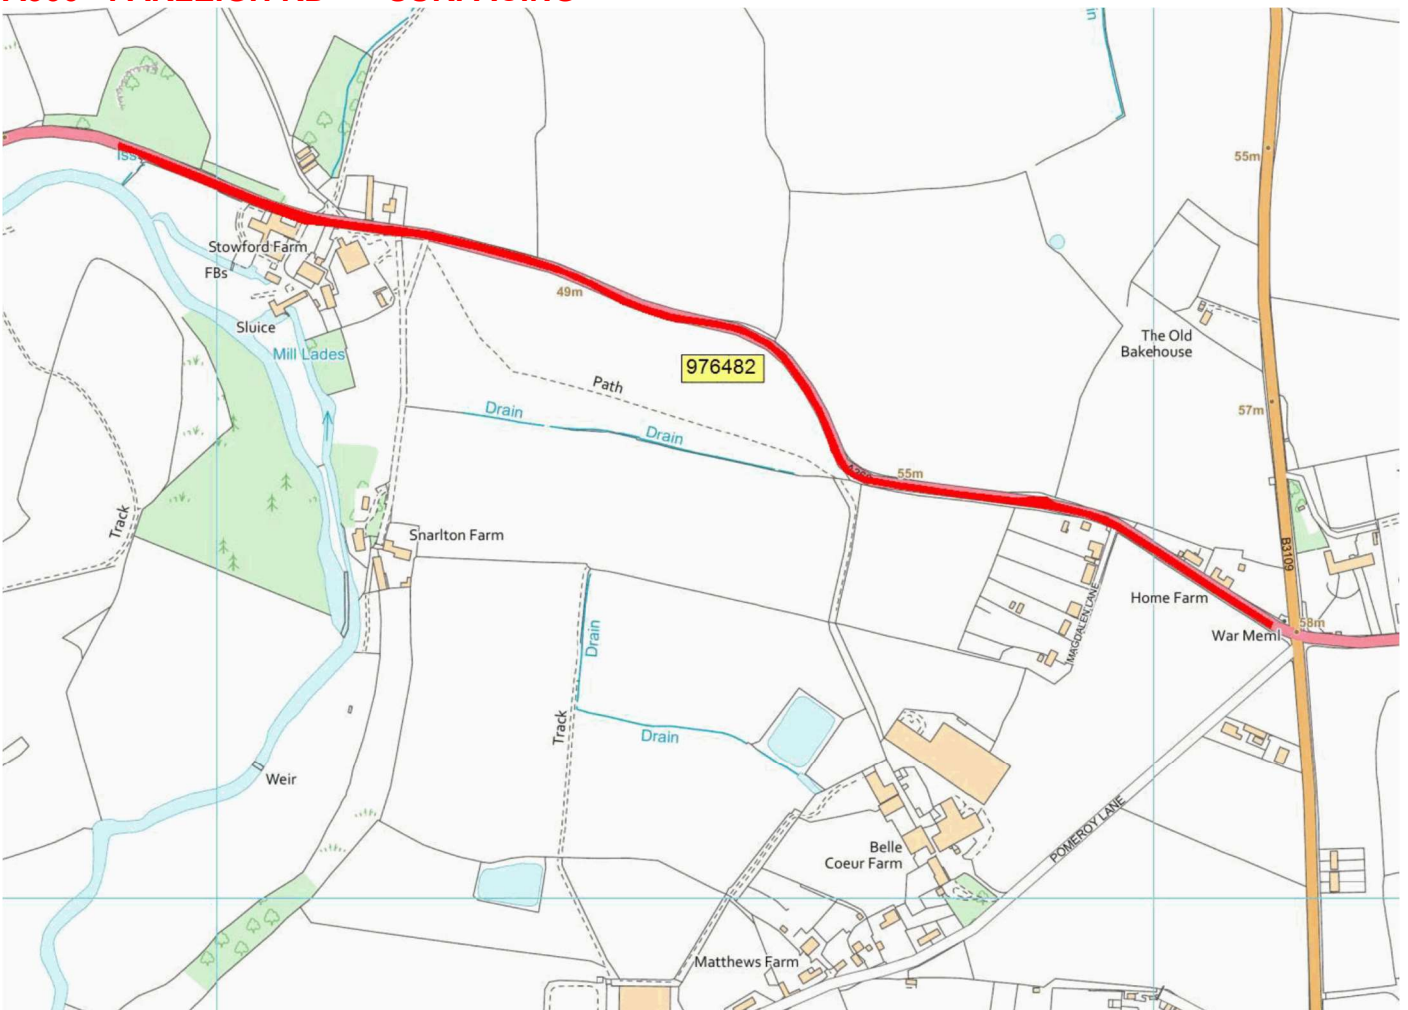 Drain
55m
Iss
Stowford Farm
FBs
49m
Sluice
The Old
Bakehouse
Mill Lades
976482
Path
57m
Drain
Drain
55m
Track
Snarlton Farm
B3109
Home Farm
MAGDALEN LANE
58m
War Meml
Drain
Track
Drain
Weir
POMEROY LANE
Belle
Coeur Farm
Matthews Farm